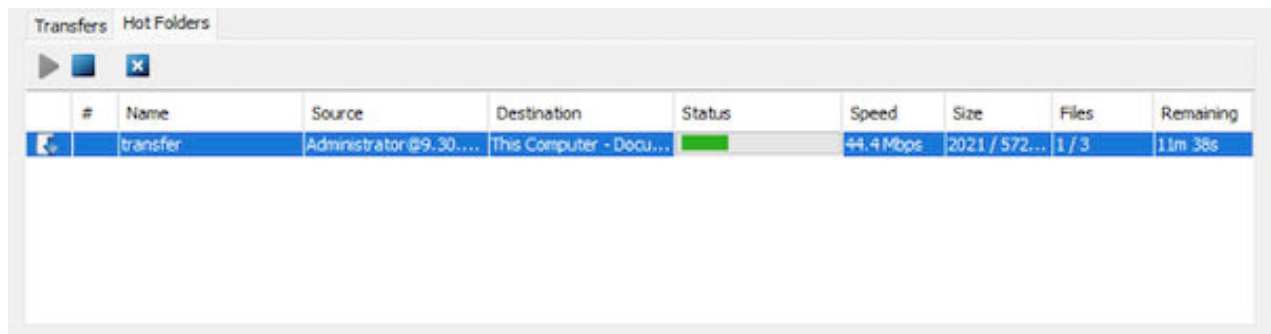 Transfers Hot Folders
# Name Source Destination Status Speed Size Files Remaining
transfer Administrator@9.30.... This Computer - Docu... 44.4 Mbps 2021 / 572... 1 / 3 11m 38s